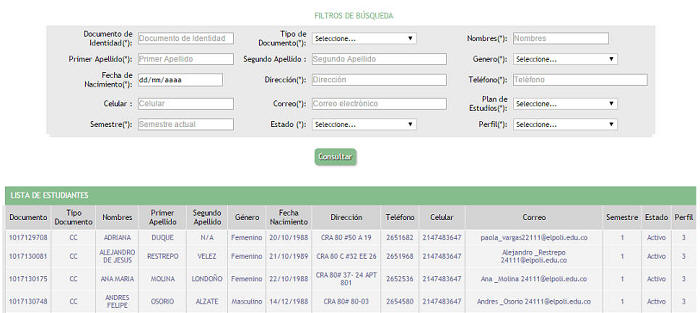 FILTROS DE BÚSQUEDA
Documento de Identidad(*): Documento de Identidad Tipo de Documento(*): Seleccione... Nombres(*): Nombres
Primer Apellido(*): Primer Apellido Segundo Apellido : Segundo Apellido Genero(*): Seleccione...
Fecha de Nacimiento(*): dd/mm/aaaa Dirección(*): Dirección Teléfono(*): Teléfono
Celular : Celular Correo(*): Correo electrónico Plan de Estudios(*): Seleccione...
Semestre(*): Semestre actual Estado (*): Seleccione... Perfil(*): Seleccione...
Consultar
LISTA DE ESTUDIANTES
Documento Tipo Documento Nombres Primer Apellido Segundo Apellido Género Fecha Nacimiento Dirección Teléfono Celular Correo Semestre Estado Perfil
1017129708 CC ADRIANA DUQUE N/A Femenino 20/10/1988 CRA 80 #50 A 19 2651682 2147483647 paola_vargas22111@elpoli.edu.co 1 Activo 3
1017130081 CC ALEJANDRO DE JESUS RESTREPO VELEZ Femenino 21/10/1989 CRA 80 C #32 EE 26 2651968 2147483647 Alejandro _Restrepo 24111@elpoli.edu.co 1 Activo 3
1017130175 CC ANA MARIA MOLINA LONDOÑO Femenino 22/10/1988 CRA 80# 37- 24 APT 801 2652536 2147483647 Ana _Molina 24111@elpoli.edu.co 1 Activo 3
1017130748 CC ANDRES FELIPE OSORIO ALZATE Masculino 14/12/1988 CRA 80# 80-03 2654580 2147483647 Andres _Osorio 24111@elpoli.edu.co 1 Activo 3